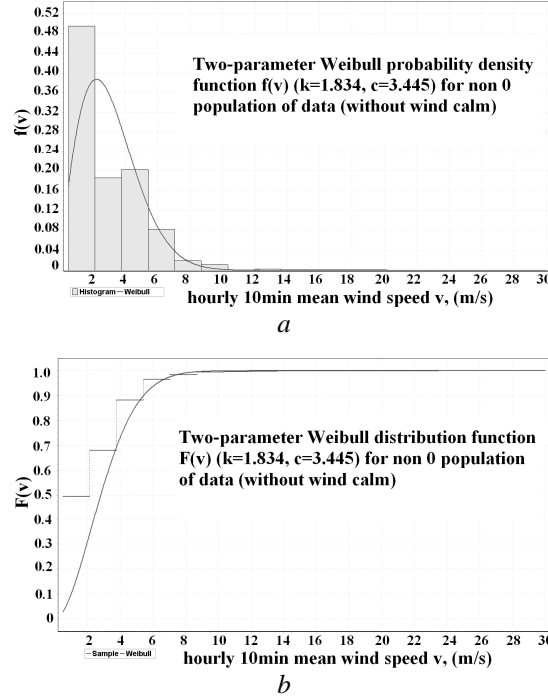 0.52
0.48
0.44
0.40
0.36
0.32
0.28
0.24
0.20
0.16
0.12
0.08
0.04
0
f(v)
Two-parameter Weibull probability density
function f(v) (k=1.834, c=3.445) for non 0
population of data (without wind calm)
2 4 6 8 10 12 14 16 18 20 22 24 26 28 30
Histogram — Weibull
hourly 10min mean wind speed v, (m/s)
a
1.0
0.9
0.8
0.7
0.6
0.5
0.4
0.3
0.2
0.1
0
F(v)
Two-parameter Weibull distribution function
F(v) (k=1.834, c=3.445) for non 0 population
of data (without wind calm)
2 4 6 8 10 12 14 16 18 20 22 24 26 28 30
— Sample — Weibull
hourly 10min mean wind speed v, (m/s)
b